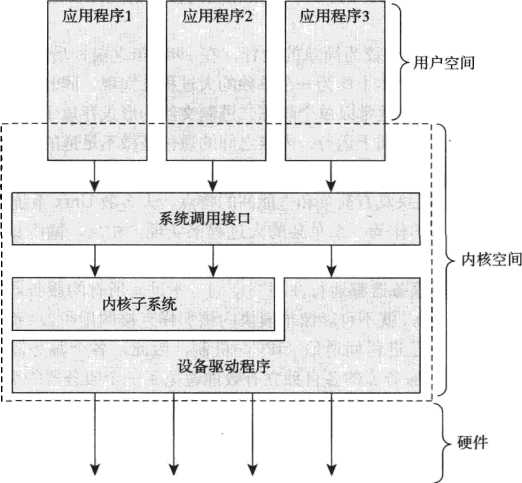 应用程序1
应用程序2
应用程序3
用户空间
系统调用接口
内核空间
内核子系统
设备驱动程序
硬件